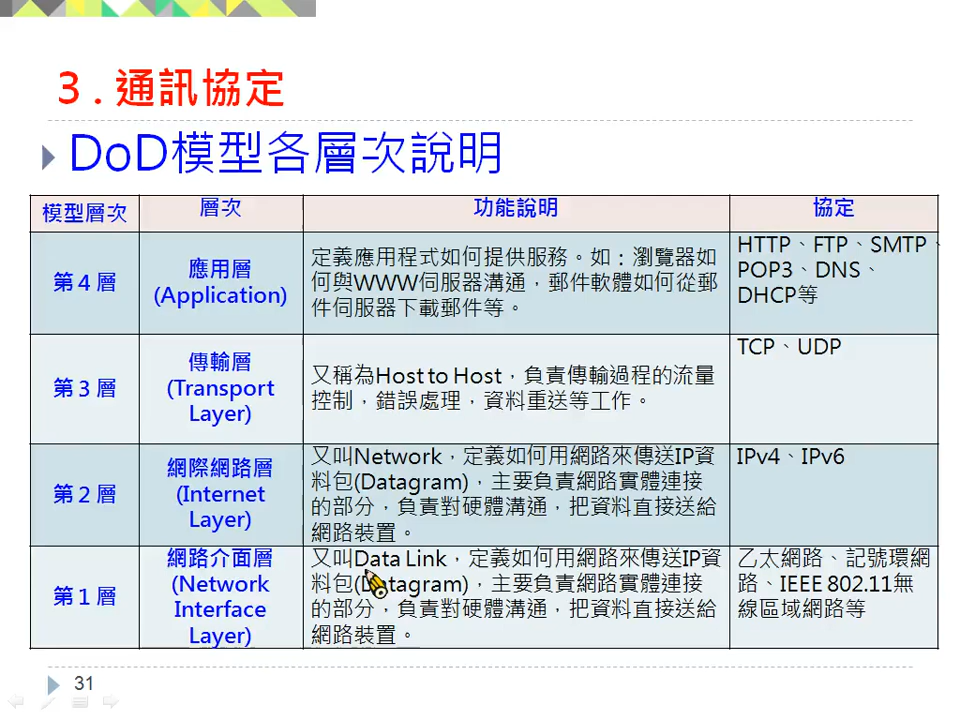 3．通訊協定
DoD模型各層次說明
模型層次 層次 功能說明 協定
第4層
應用層
(Application)
定義應用程式如何提供服務。如：瀏覽器如
何與WWW伺服器溝通，郵件軟體如何從郵
件伺服器下載郵件等。
HTTP、FTP、SMTP、
POP3、DNS、
DHCP等
第3層
傳輸層
(Transport
Layer)
又稱為Host to Host，負責傳輸過程的流量
控制，錯誤處理，資料重送等工作。
TCP、UDP
第2層
網際網路層
(Internet
Layer)
又叫Network，定義如何用網路來傳送IP資
料包(Datagram)，主要負責網路實體連接
的部分，負責對硬體溝通，把資料直接送給
網路裝置。
IPv4、IPv6
第1層
網路介面層
(Network
Interface
Layer)
又叫Data Link，定義如何用網路來傳送IP資
料包(Datagram)，主要負責網路實體連接
的部分，負責對硬體溝通，把資料直接送給
網路裝置。
乙太網路、記號環網
路、IEEE 802.11無
線區域網路等
31